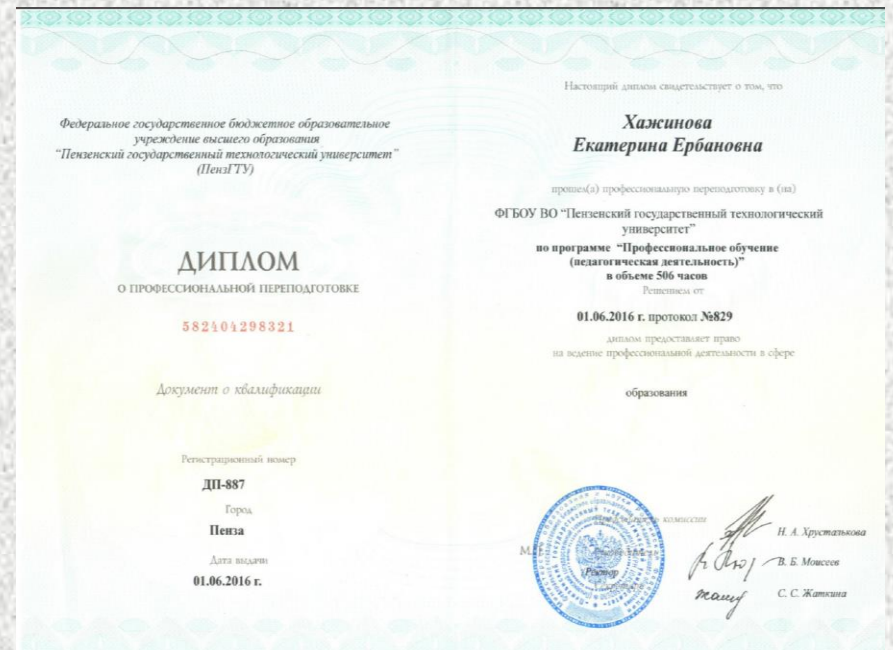 Федеральное государственное бюджетное образовательное
учреждение высшего образования
“Пензенский государственный технологический университет”
(ПензГТУ)
ДИПЛОМ
О ПРОФЕССИОНАЛЬНОЙ ПЕРЕПОДГОТОВКЕ
582404298321
Документ о квалификации
Регистрационный номер
ДП-887
Город
Пенза
Дата выдачи
01.06.2016 г.
Настоящий диплом свидетельствует о том, что
Хажинова
Екатерина Ербановна
прошел(а) профессиональную переподготовку в (на)
ФГБОУ ВО “Пензенский государственный технологический
университет”
по программе “Профессиональное обучение
(педагогическая деятельность)”
в объеме 506 часов
Решением от
01.06.2016 г. протокол №829
диплом предоставляет право
на ведение профессиональной деятельности в сфере
образования
комиссии
Н. А. Хрусталькова
М.П.
Ректор
В. Б. Моисеев
С. С. Жаткина